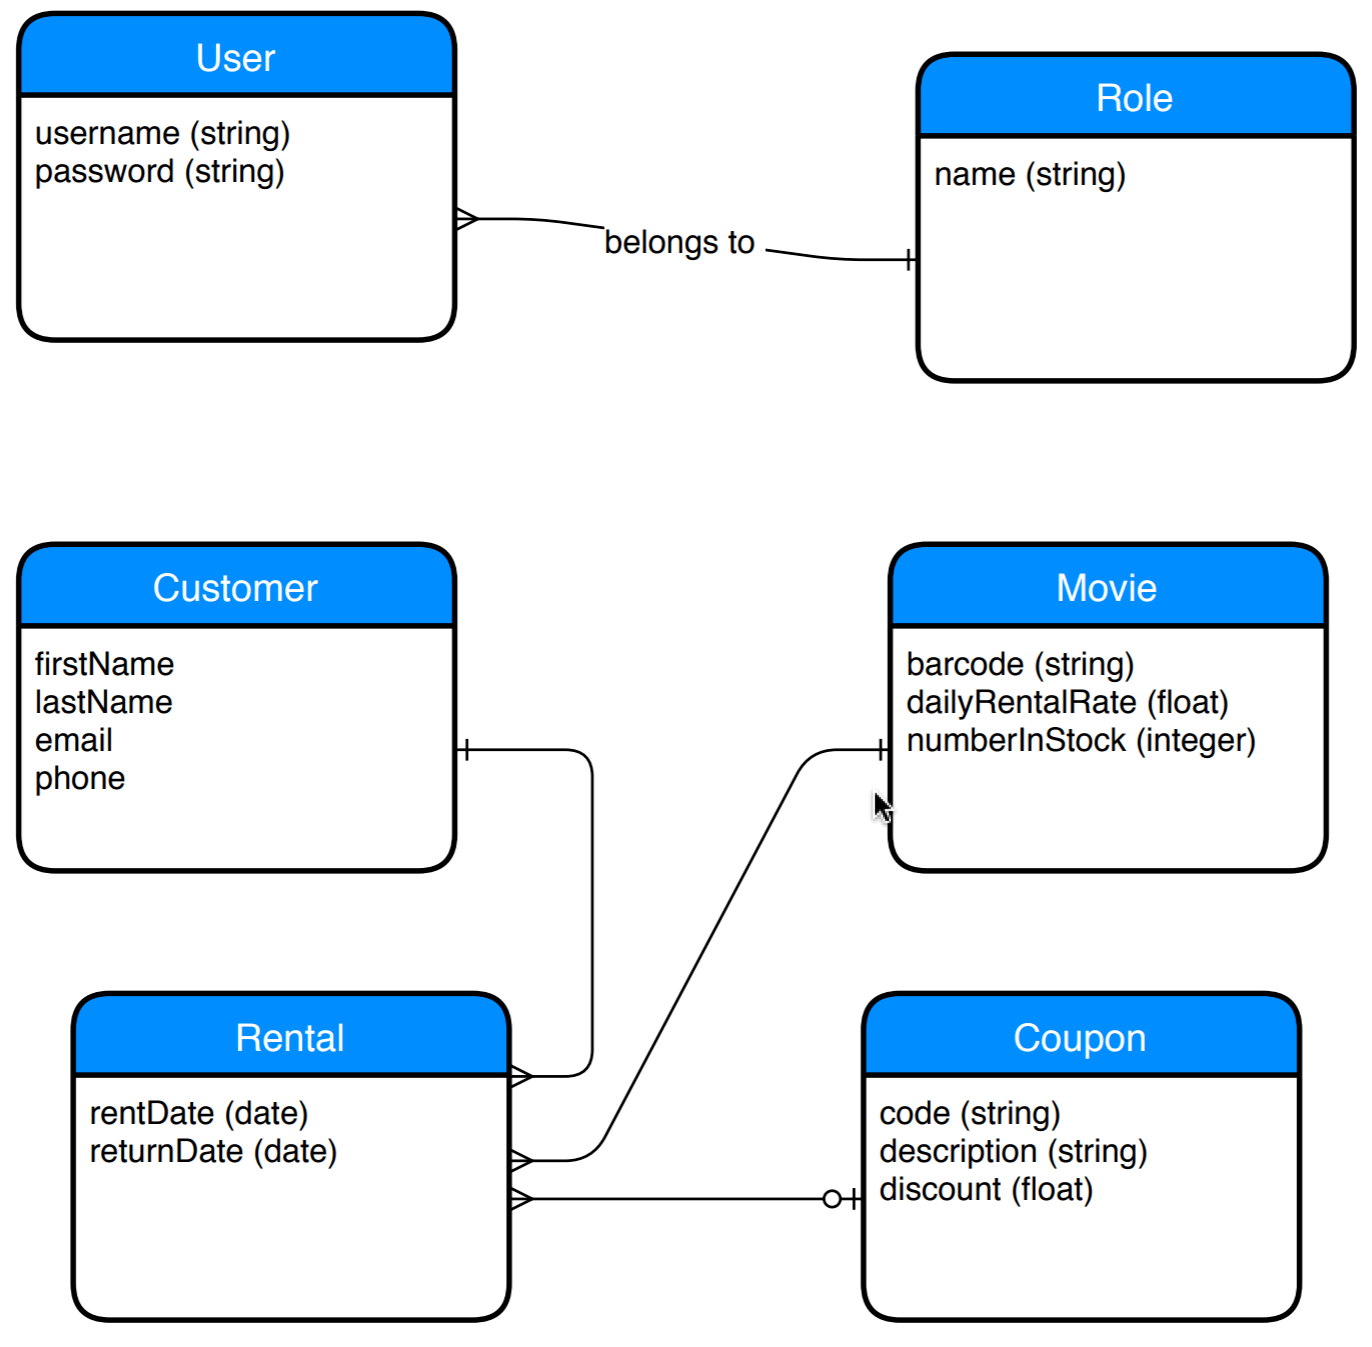 User
username (string)
password (string)
belongs to
Role
name (string)
Customer
firstName
lastName
email
phone
Movie
barcode (string)
dailyRentalRate (float)
numberInStock (integer)
Rental
rentDate (date)
returnDate (date)
Coupon
code (string)
description (string)
discount (float)